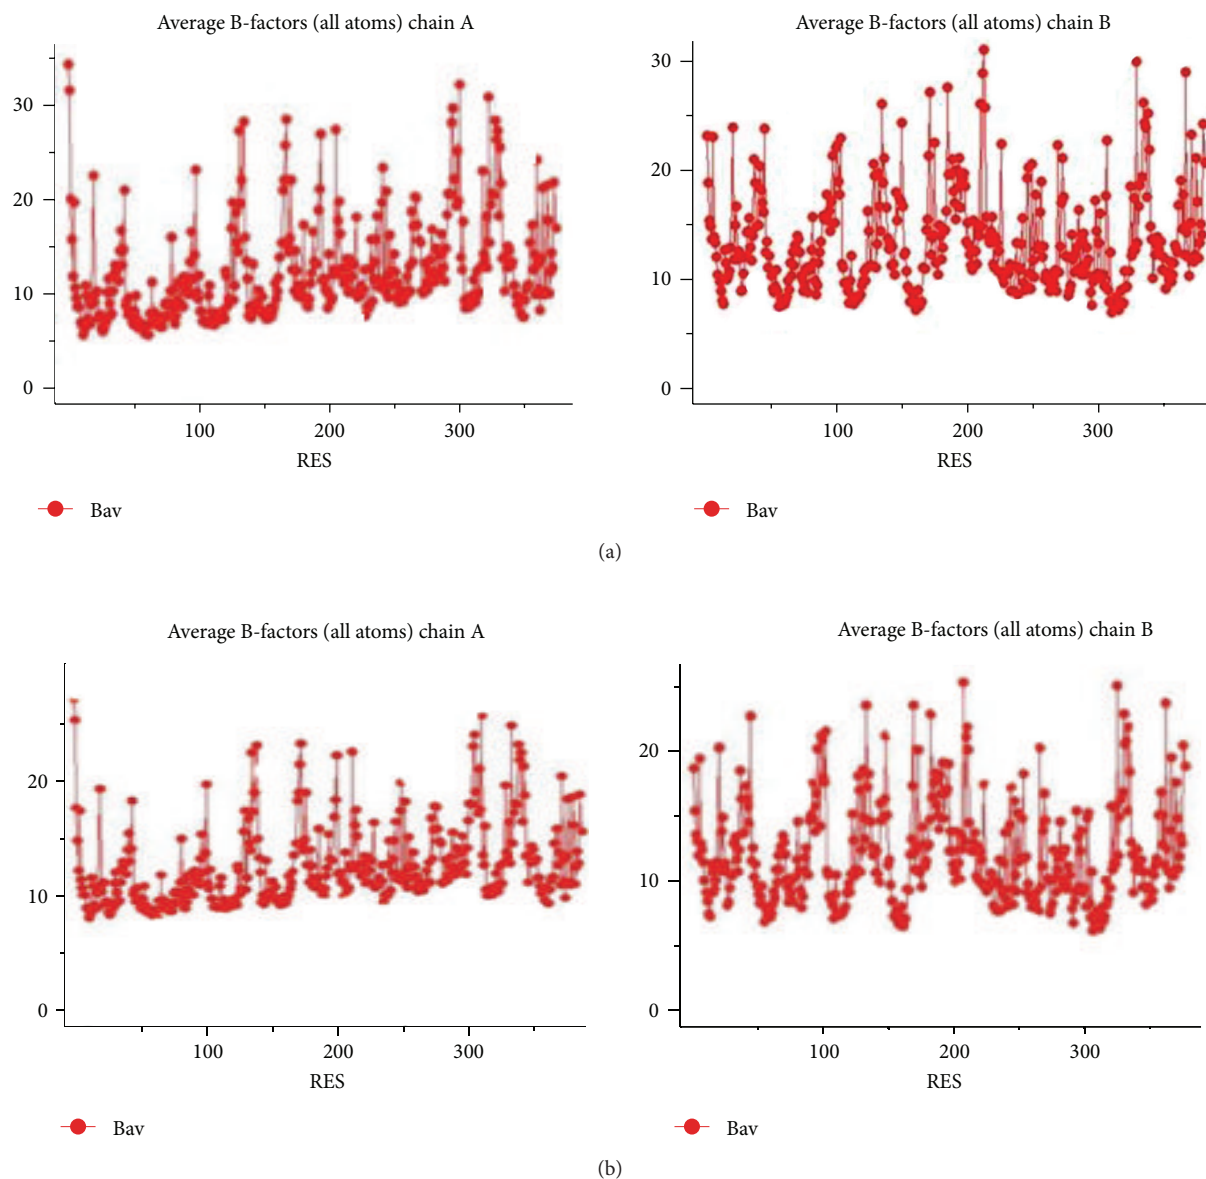 Average B-factors (all atoms) chain A
30
20
10
0
100 200 300
RES
Bav
Average B-factors (all atoms) chain B
30
20
10
0
100 200 300
RES
Bav
(a)
Average B-factors (all atoms) chain A
20
10
0
100 200 300
RES
Bav
Average B-factors (all atoms) chain B
20
10
0
100 200 300
RES
Bav
(b)